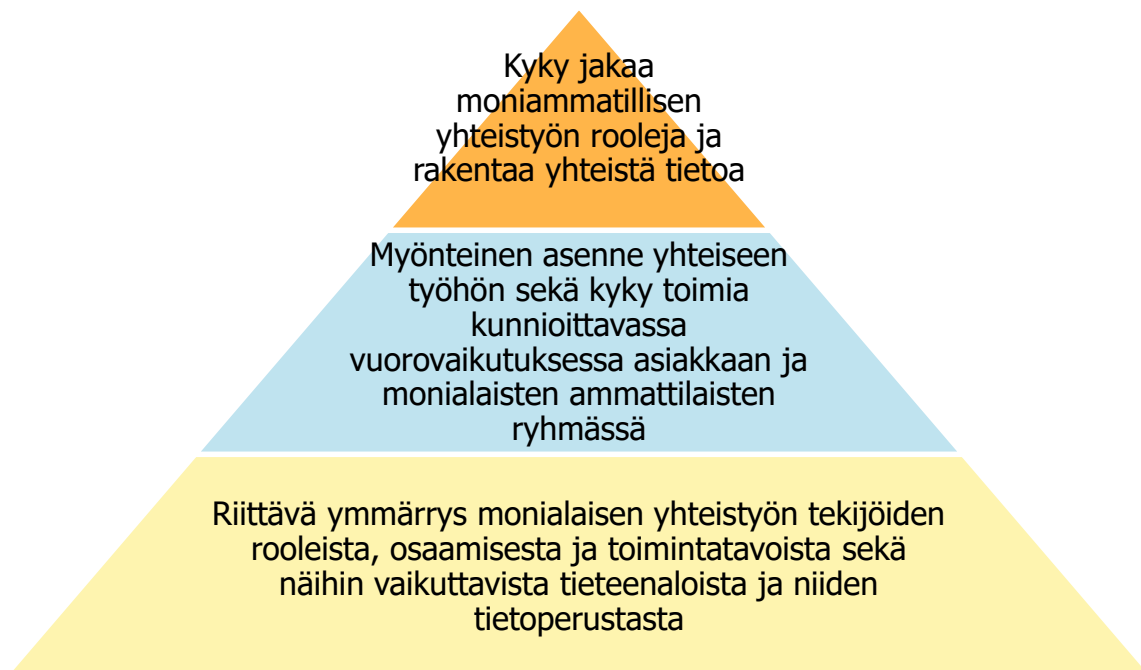 Kyky jakaa
moniammatillisen
yhteistyön rooleja ja
rakentaa yhteistä tietoa
Myönteinen asenne yhteiseen
työhön sekä kyky toimia
kunnioittavassa
vuorovaikutuksessa asiakkaan ja
monialaisten ammattilaisten
ryhmässä
Riittävä ymmärrys monialaisen yhteistyön tekijöiden
rooleista, osaamisesta ja toimintatavoista sekä
näihin vaikuttavista tieteenaloista ja niiden
tietoperustasta